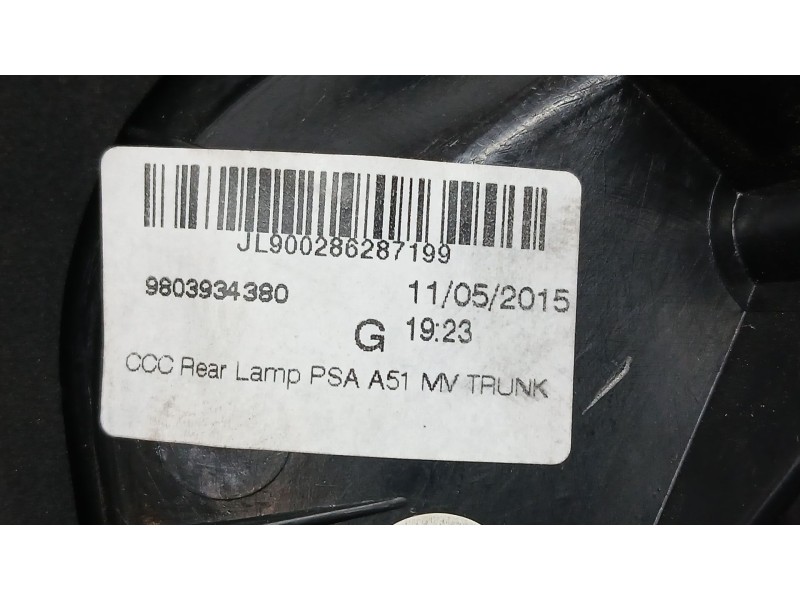 JL900286287199
9803934380 11/05/2015
G 19:23
CCC Rear Lamp PSA A51 MV TRUNK